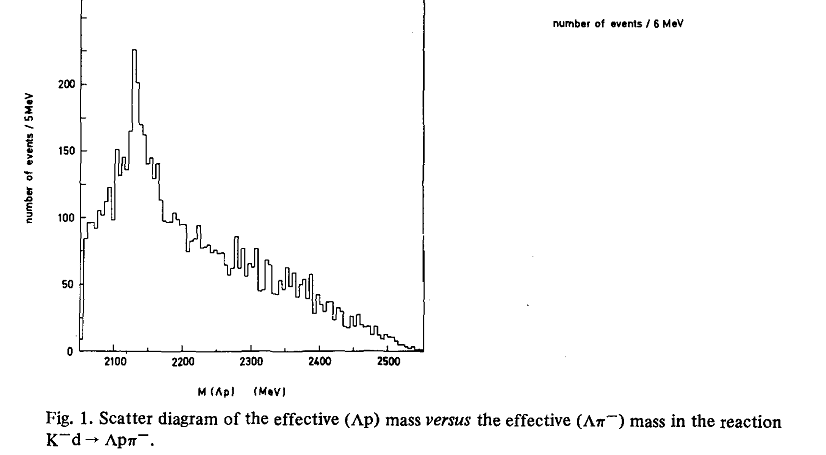 number of events / 6 MeV
200
150
100
50
0
number of events / 5 MeV
2100 2200 2300 2400 2500
M (Λp) (MeV)
Fig. 1. Scatter diagram of the effective (Λp) mass versus the effective (Λπ⁻) mass in the reaction
K⁻d → Λpπ⁻.